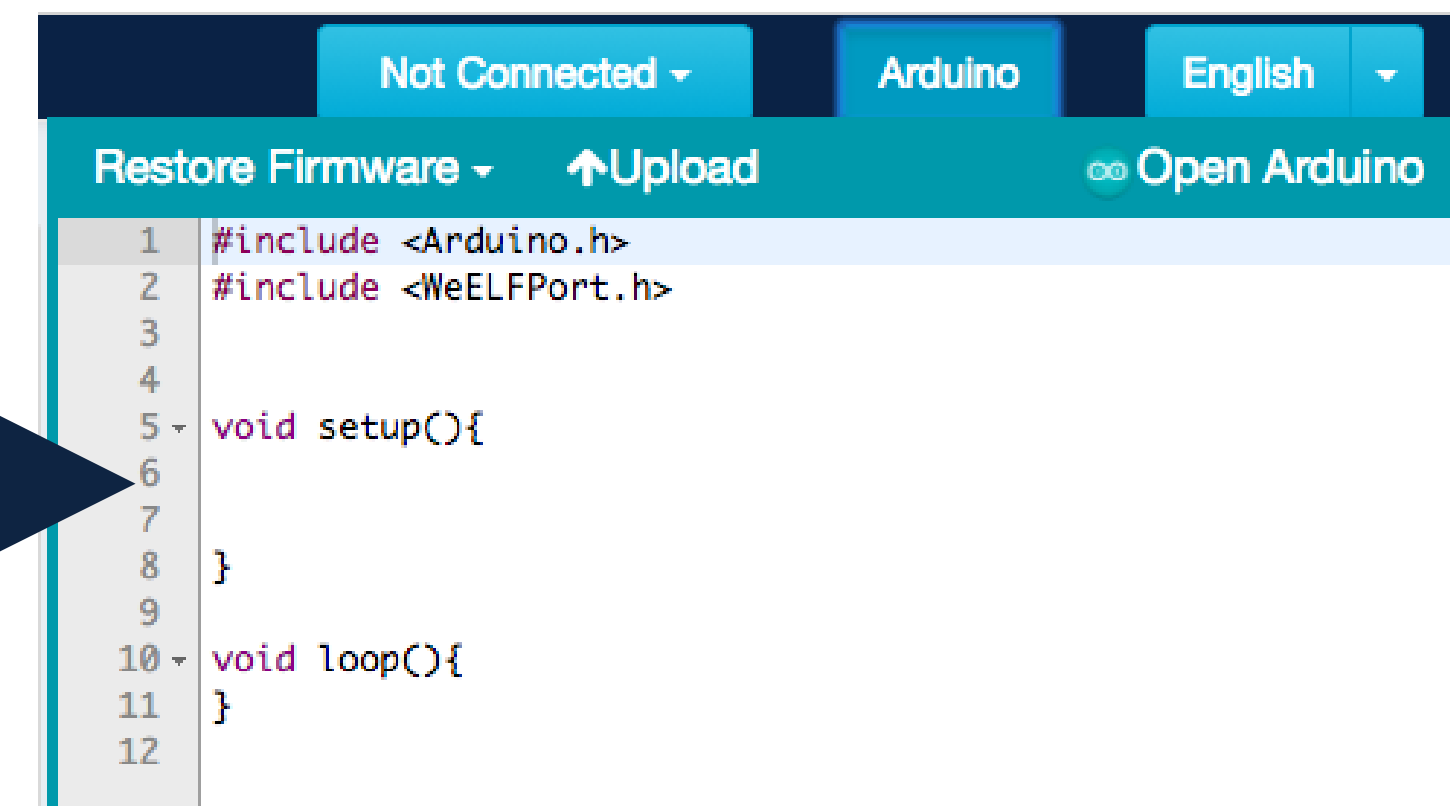 Not Connected Arduino English
Restore Firmware Upload Open Arduino
1 #include <Arduino.h>
2 #include <WeELFPort.h>
3
4
5 void setup(){
6
7
8 }
9
10 void loop(){
11 }
12